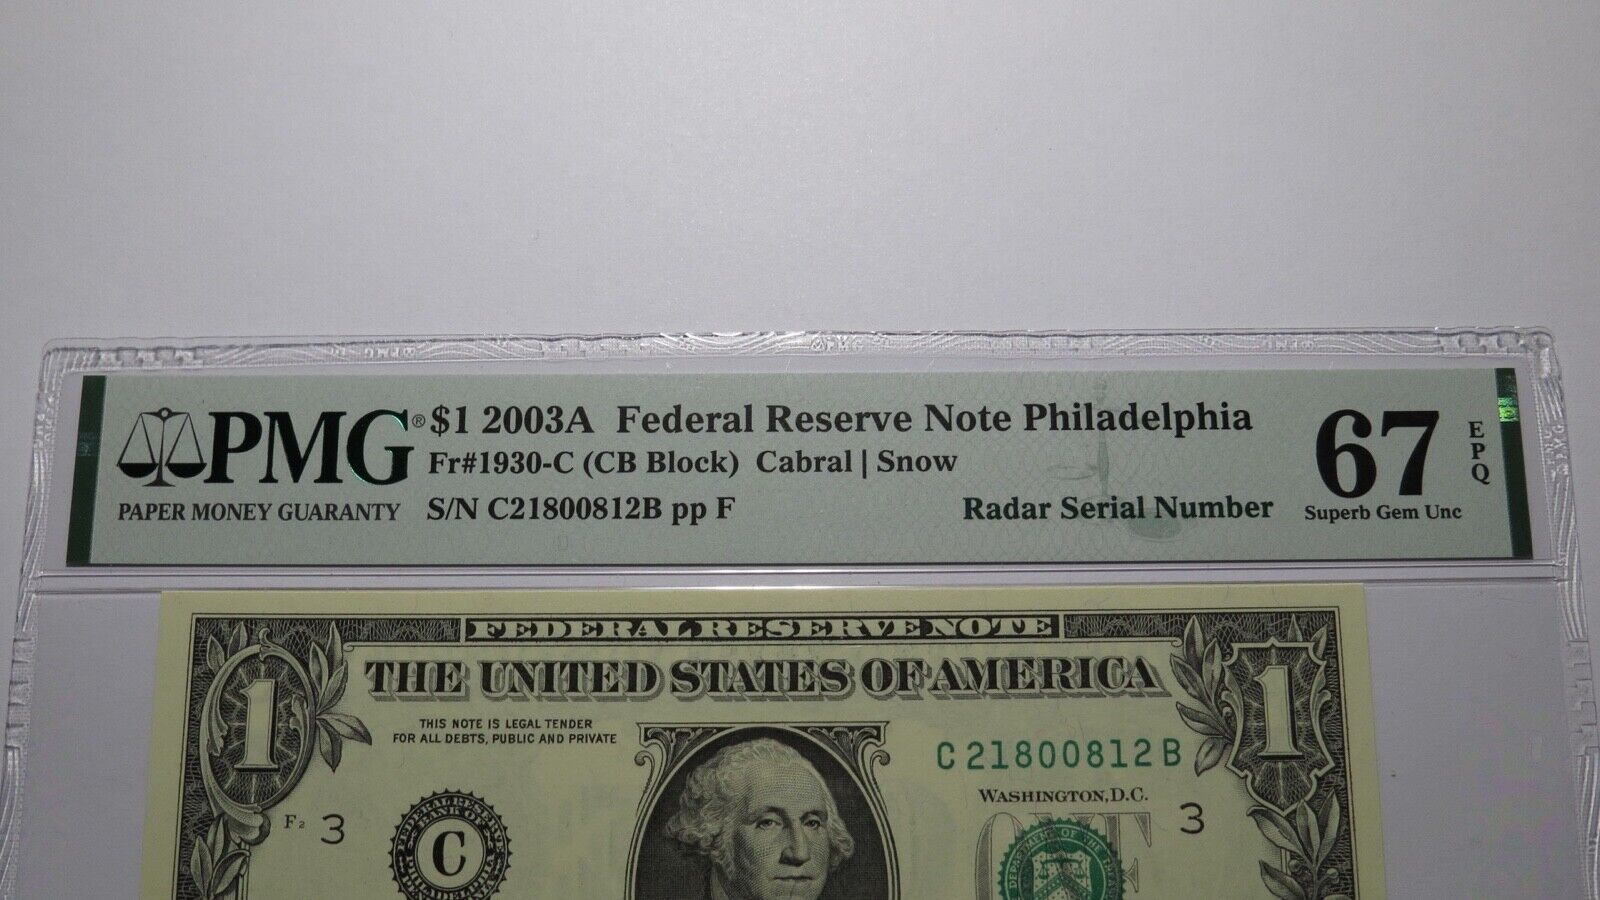 PMG®
PAPER MONEY GUARANTY
$1 2003A Federal Reserve Note Philadelphia
Fr#1930-C (CB Block) Cabral | Snow
S/N C21800812B pp F
Radar Serial Number
67
EPQ
Superb Gem Unc
FEDERAL RESERVE NOTE
THE UNITED STATES OF AMERICA
1
1
THIS NOTE IS LEGAL TENDER
FOR ALL DEBTS, PUBLIC AND PRIVATE
C 21800812 B
WASHINGTON, D.C.
F2 3
3
C